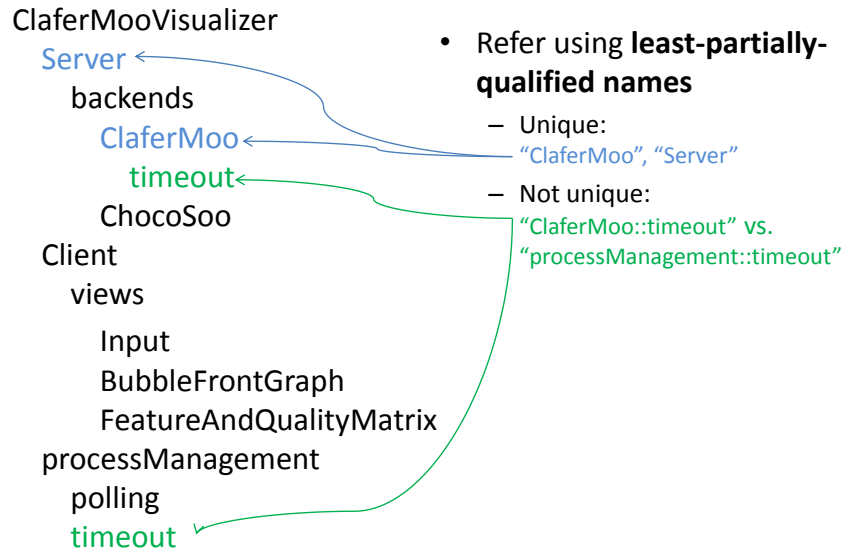 ClaferMooVisualizer
Server
backends
ClaferMoo
timeout
ChocoSoo
Client
views
Input
BubbleFrontGraph
FeatureAndQualityMatrix
processManagement
polling
timeout
• Refer using least-partially-
qualified names
– Unique:
“ClaferMoo”, “Server”
– Not unique:
“ClaferMoo::timeout” vs.
“processManagement::timeout”